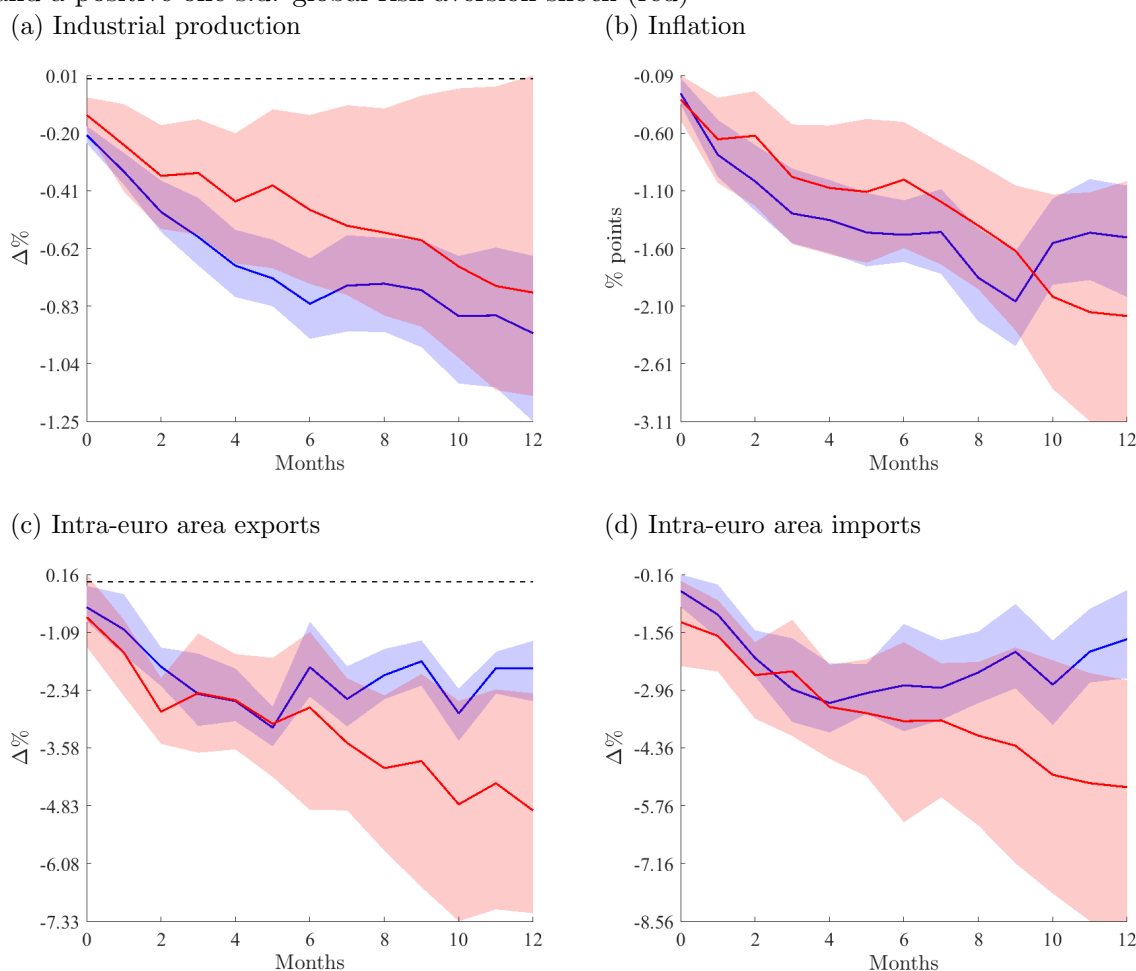 and a positive one s.d. global risk aversion shock (red)
(a) Industrial production
(b) Inflation
0.01
-0.20
-0.41
-0.62
-0.83
-1.04
-1.25
Δ%
0 2 4 6 8 10 12
Months
-0.09
-0.60
-1.10
-1.60
-2.10
-2.61
-3.11
% points
0 2 4 6 8 10 12
Months
(c) Intra-euro area exports
(d) Intra-euro area imports
0.16
-1.09
-2.34
-3.58
-4.83
-6.08
-7.33
Δ%
0 2 4 6 8 10 12
Months
-0.16
-1.56
-2.96
-4.36
-5.76
-7.16
-8.56
Δ%
0 2 4 6 8 10 12
Months